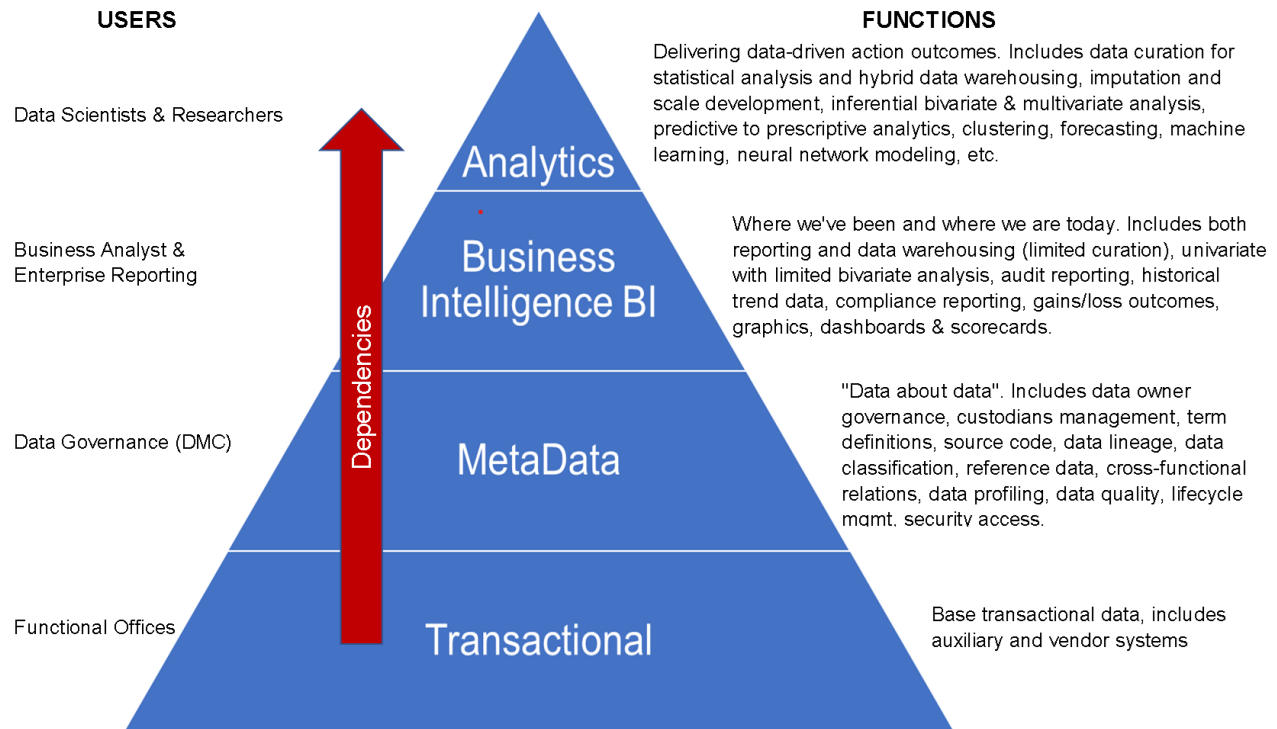 USERS
FUNCTIONS
Delivering data-driven action outcomes. Includes data curation for
statistical analysis and hybrid data warehousing, imputation and
scale development, inferential bivariate & multivariate analysis,
predictive to prescriptive analytics, clustering, forecasting, machine
learning, neural network modeling, etc.
Data Scientists & Researchers
Analytics
Business Analyst &
Enterprise Reporting
Business
Intelligence BI
Where we've been and where we are today. Includes both
reporting and data warehousing (limited curation), univariate
with limited bivariate analysis, audit reporting, historical
trend data, compliance reporting, gains/loss outcomes,
graphics, dashboards & scorecards.
Dependencies
Data Governance (DMC)
MetaData
"Data about data". Includes data owner
governance, custodians management, term
definitions, source code, data lineage, data
classification, reference data, cross-functional
relations, data profiling, data quality, lifecycle
mgmt, security access.
Functional Offices
Transactional
Base transactional data, includes
auxiliary and vendor systems